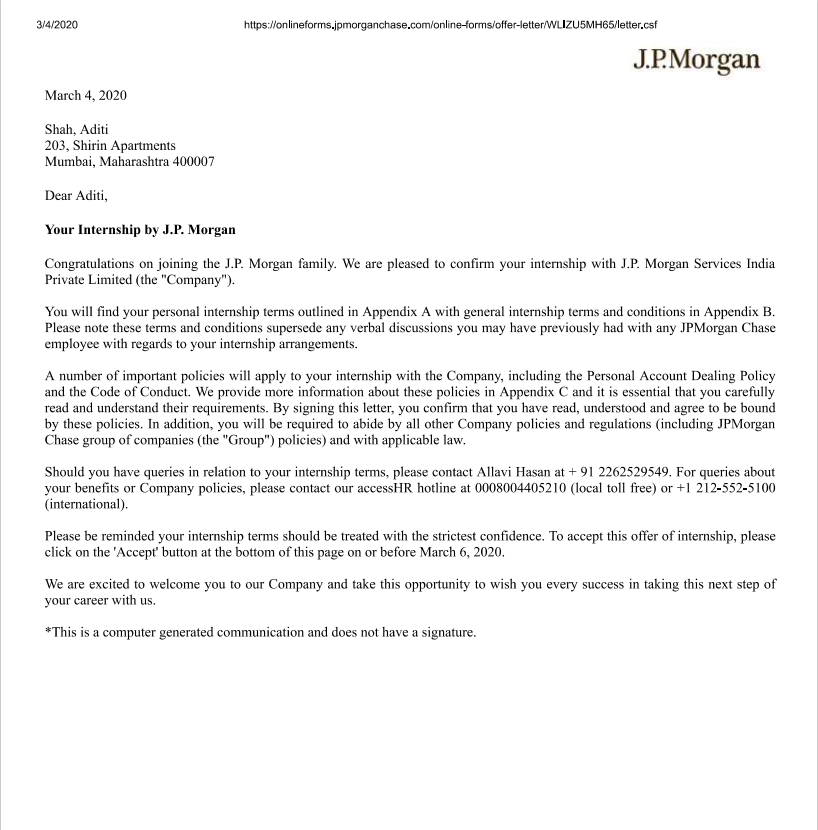 3/4/2020
https://onlineforms.jpmorganchase.com/online-forms/offer-letter/WLIZU5MH65/letter.csf
J.P.Morgan
March 4, 2020
Shah, Aditi
203, Shirin Apartments
Mumbai, Maharashtra 400007
Dear Aditi,
Your Internship by J.P. Morgan
Congratulations on joining the J.P. Morgan family. We are pleased to confirm your internship with J.P. Morgan Services India
Private Limited (the "Company").
You will find your personal internship terms outlined in Appendix A with general internship terms and conditions in Appendix B.
Please note these terms and conditions supersede any verbal discussions you may have previously had with any JPMorgan Chase
employee with regards to your internship arrangements.
A number of important policies will apply to your internship with the Company, including the Personal Account Dealing Policy
and the Code of Conduct. We provide more information about these policies in Appendix C and it is essential that you carefully
read and understand their requirements. By signing this letter, you confirm that you have read, understood and agree to be bound
by these policies. In addition, you will be required to abide by all other Company policies and regulations (including JPMorgan
Chase group of companies (the "Group") policies) and with applicable law.
Should you have queries in relation to your internship terms, please contact Allavi Hasan at + 91 2262529549. For queries about
your benefits or Company policies, please contact our accessHR hotline at 0008004405210 (local toll free) or +1 212-552-5100
(international).
Please be reminded your internship terms should be treated with the strictest confidence. To accept this offer of internship, please
click on the 'Accept' button at the bottom of this page on or before March 6, 2020.
We are excited to welcome you to our Company and take this opportunity to wish you every success in taking this next step of
your career with us.
*This is a computer generated communication and does not have a signature.